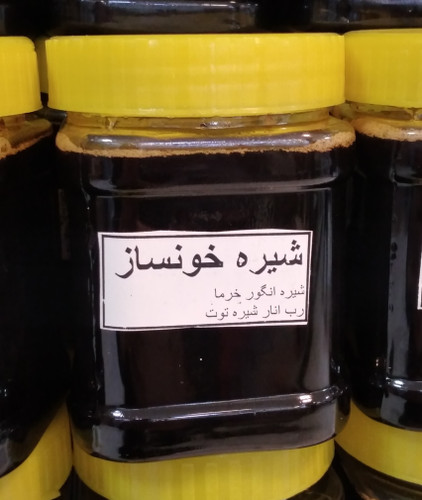 شیره خونساز
شیره انگور خرما
رب انار شیره توت